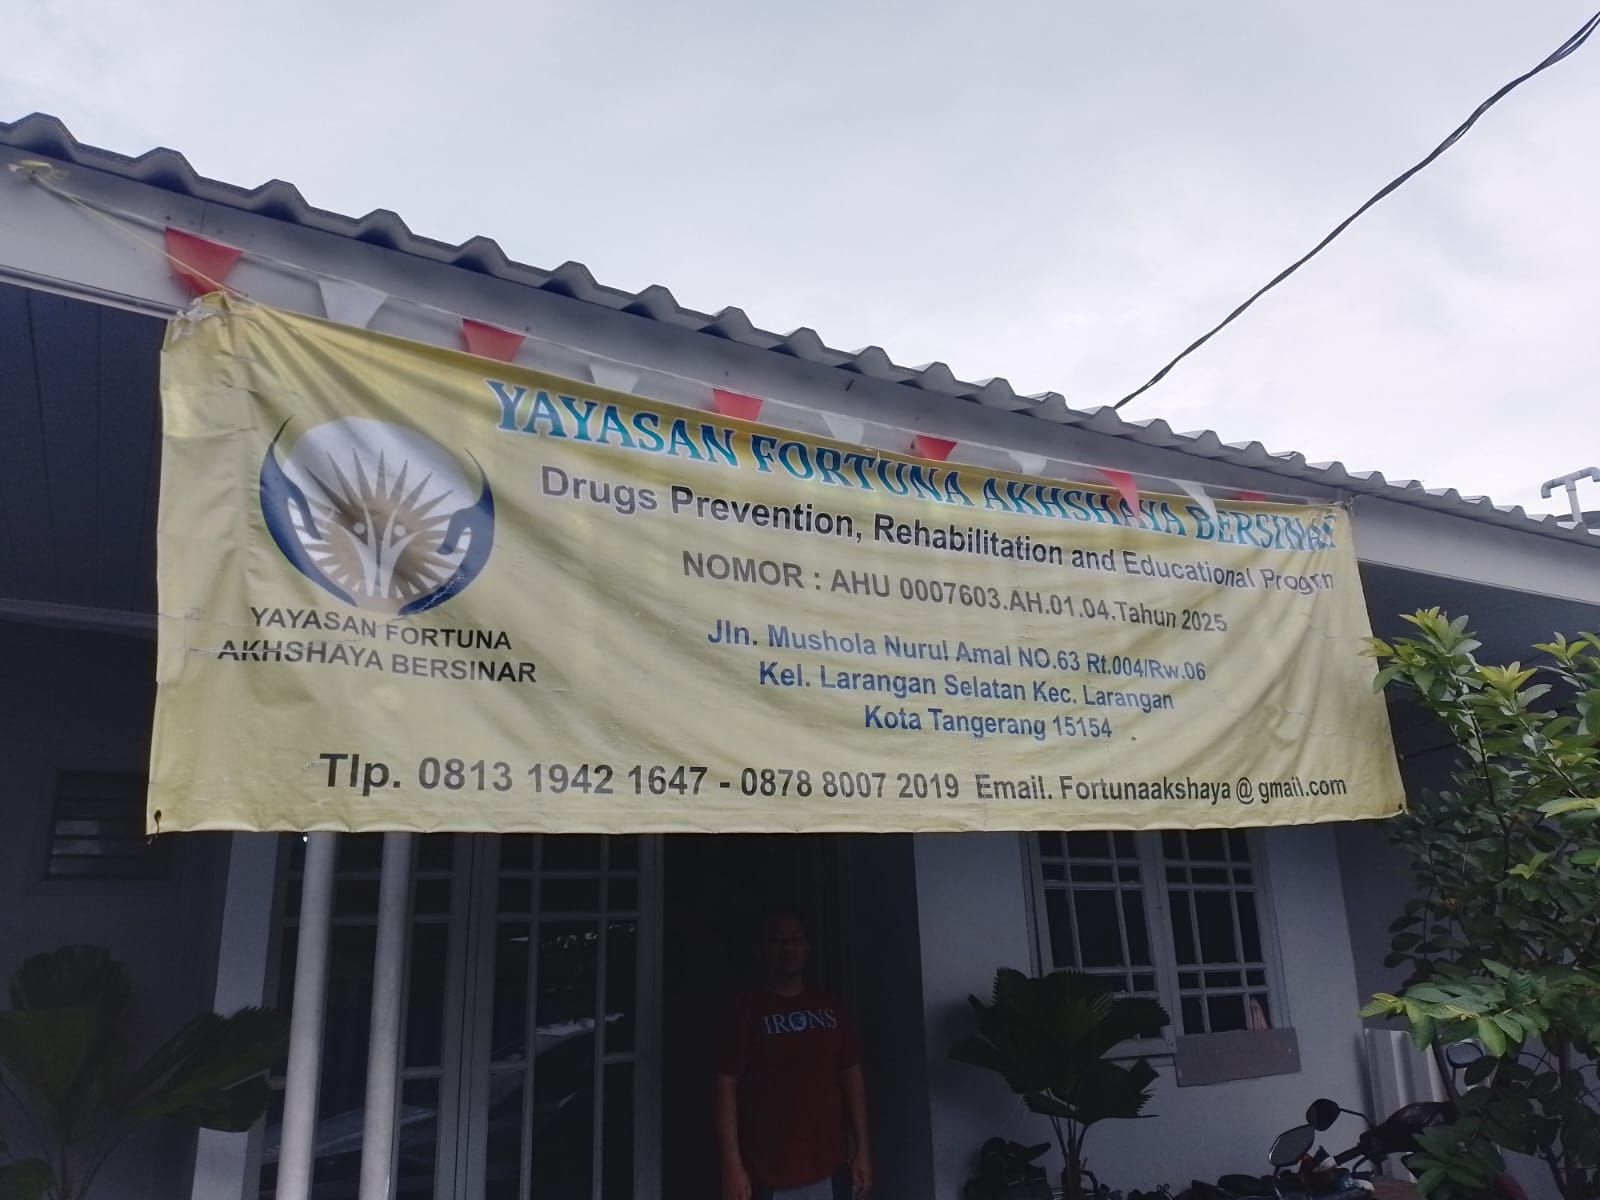 YAYASAN FORTUNA AKHSHAYA BERSINAR
Drugs Prevention, Rehabilitation and Educational Progrm
NOMOR : AHU 0007603.AH.01.04.Tahun 2025
Jln. Mushola Nurul Amal NO.63 Rt.004/Rw.06
Kel. Larangan Selatan Kec. Larangan
Kota Tangerang 15154
YAYASAN FORTUNA
AKHSHAYA BERSINAR
Tlp. 0813 1942 1647 - 0878 8007 2019 Email. Fortunaakshaya@gmail.com
IRONS